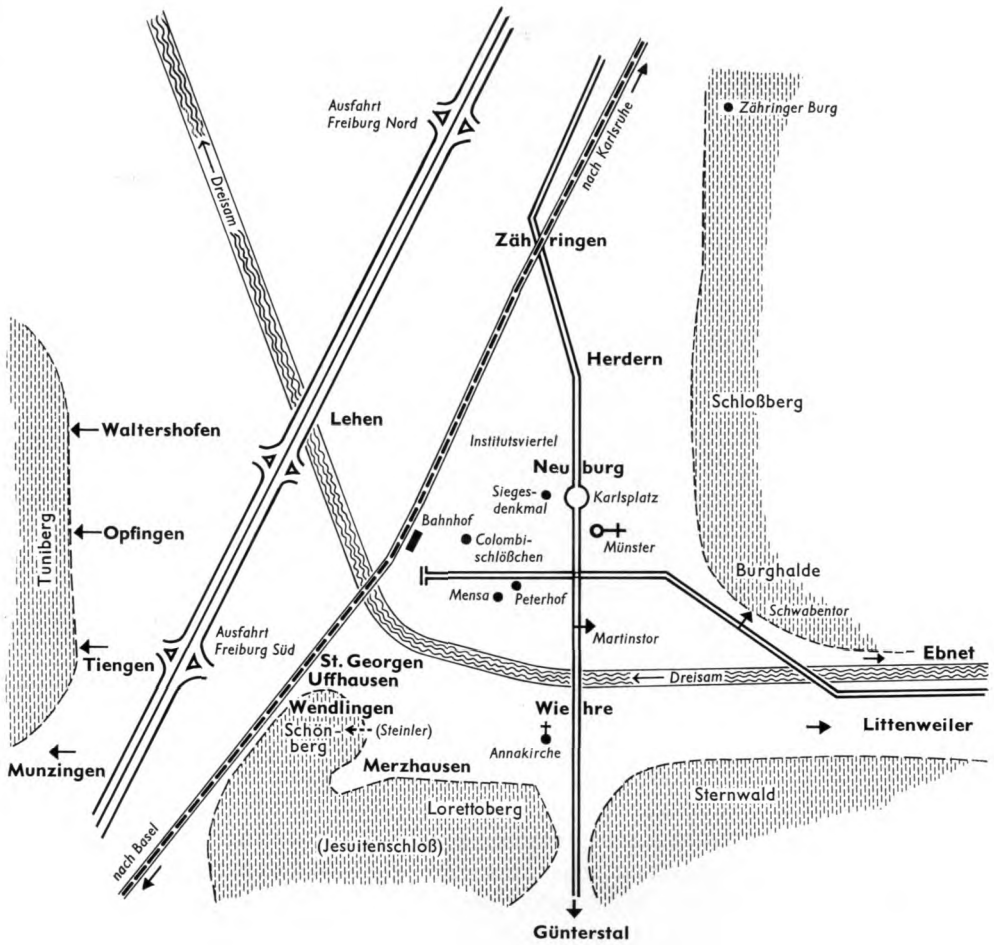 Ausfahrt
Freiburg Nord
nach Karlsruhe
Zähringer Burg
Dreisam
Zähringen
Herdern
Schloßberg
Lehen
Waltershofen
Institutsviertel
Neuburg
Sieges-
denkmal
Karlsplatz
Bahnhof
Colombi-
schlößchen
Münster
Opfingen
Tuniberg
Burghalde
Mensa
Peterhof
Schwabentor
Ausfahrt
Freiburg Süd
Martinstor
Tiengen
St. Georgen
Uffhausen
Ebnet
Dreisam
Wendlingen
Wiehre
Schön-
berg
(Steinler)
Littenweiler
Annakirche
Munzingen
Merzhausen
Sternwald
Lorettoberg
(Jesuitenschloß)
nach Basel
Günterstal